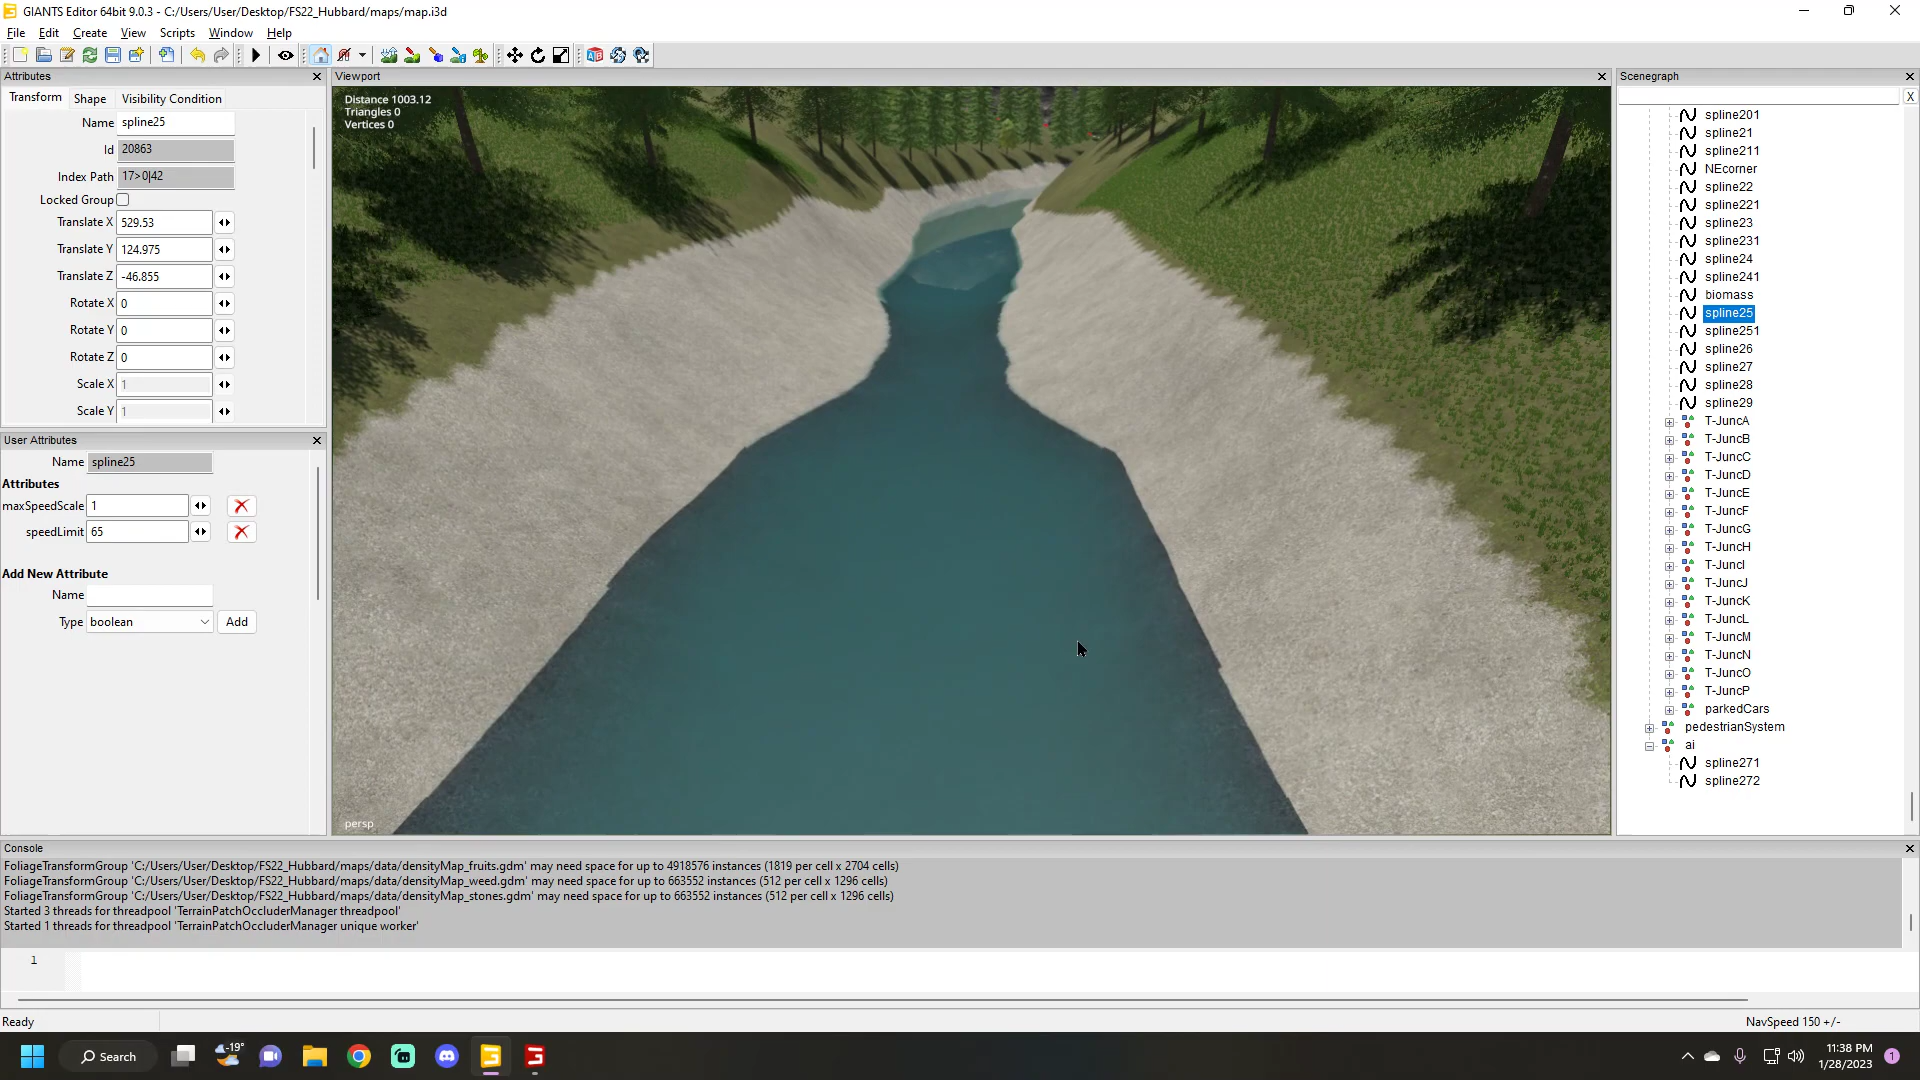 GIANTS Editor 64bit 9.0.3 - C:/Users/User/Desktop/FS22_Hubbard/maps/map.i3d
File Edit Create View Scripts Window Help
Attributes
Transform Shape Visibility Condition
Name spline25
Id 20863
Index Path 17>0|42
Locked Group
Translate X 529.53
Translate Y 124.975
Translate Z -46.855
Rotate X 0
Rotate Y 0
Rotate Z 0
Scale X 1
Scale Y 1
User Attributes
Name spline25
Attributes
maxSpeedScale 1
speedLimit 65
Add New Attribute
Name
Type boolean Add
Viewport
Distance 1003.12
Triangles 0
Vertices 0
persp
Scenegraph
X
spline201
spline21
spline211
NEcorner
spline22
spline221
spline23
spline231
spline24
spline241
biomass
spline25
spline251
spline26
spline27
spline28
spline29
T-JuncA
T-JuncB
T-JuncC
T-JuncD
T-JuncE
T-JuncF
T-JuncG
T-JuncH
T-JuncI
T-JuncJ
T-JuncK
T-JuncL
T-JuncM
T-JuncN
T-JuncO
T-JuncP
parkedCars
pedestrianSystem
ai
spline271
spline272
Console
FoliageTransformGroup 'C:/Users/User/Desktop/FS22_Hubbard/maps/data/densityMap_fruits.gdm' may need space for up to 4918576 instances (1819 per cell x 2704 cells)
FoliageTransformGroup 'C:/Users/User/Desktop/FS22_Hubbard/maps/data/densityMap_weed.gdm' may need space for up to 663552 instances (512 per cell x 1296 cells)
FoliageTransformGroup 'C:/Users/User/Desktop/FS22_Hubbard/maps/data/densityMap_stones.gdm' may need space for up to 663552 instances (512 per cell x 1296 cells)
Started 3 threads for threadpool 'TerrainPatchOccluderManager threadpool'
Started 1 threads for threadpool 'TerrainPatchOccluderManager unique worker'
1
Ready NavSpeed 150 +/-
Search
-19°
11:38 PM
1/28/2023
1